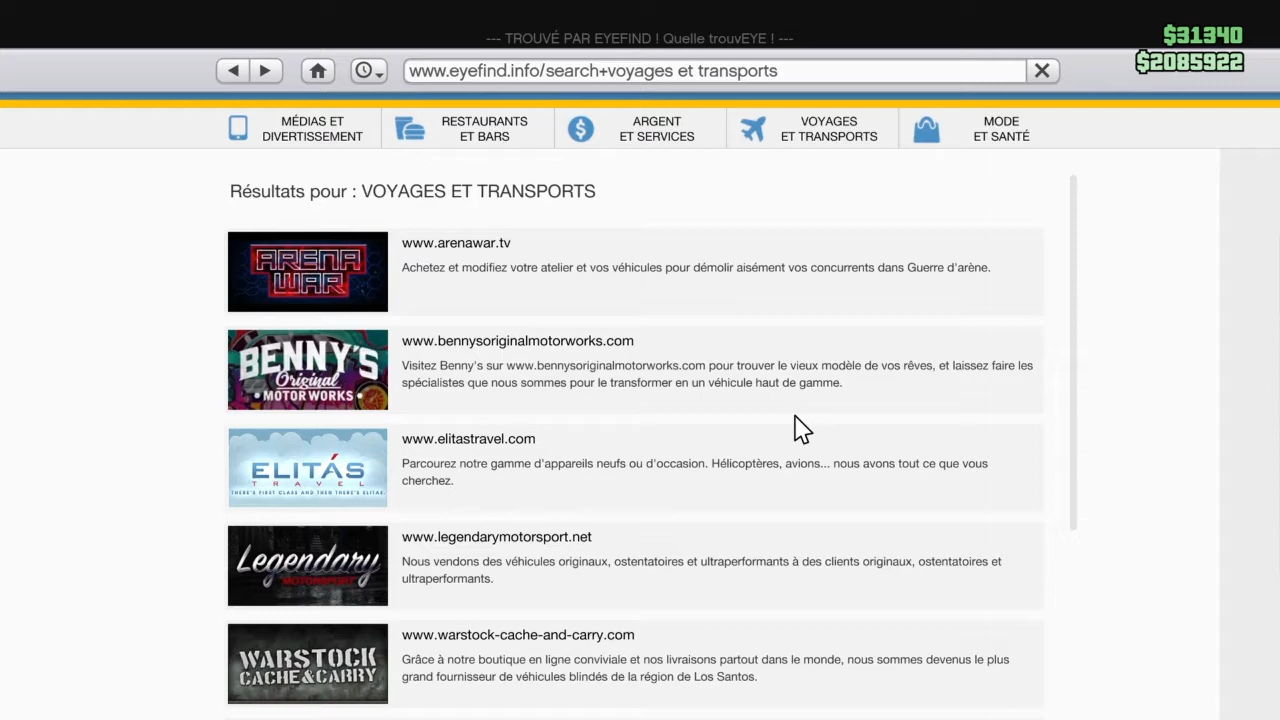 --- TROUVÉ PAR EYEFIND ! Quelle trouvEYE ! ---
$31340
$2085922
www.eyefind.info/search+voyages et transports
MÉDIAS ET
DIVERTISSEMENT
RESTAURANTS
ET BARS
ARGENT
ET SERVICES
VOYAGES
ET TRANSPORTS
MODE
ET SANTÉ
Résultats pour : VOYAGES ET TRANSPORTS
ARENA
WAR
www.arenawar.tv
Achetez et modifiez votre atelier et vos véhicules pour démolir aisément vos concurrents dans Guerre d'arène.
BENNY'S
Original
MOTOR WORKS
www.bennysoriginalmotorworks.com
Visitez Benny's sur www.bennysoriginalmotorworks.com pour trouver le vieux modèle de vos rêves, et laissez faire les
spécialistes que nous sommes pour le transformer en un véhicule haut de gamme.
ELITÁS
TRAVEL
THERE'S FIRST CLASS AND THEN THERE'S ELITAS.
www.elitastravel.com
Parcourez notre gamme d'appareils neufs ou d'occasion. Hélicoptères, avions... nous avons tout ce que vous
cherchez.
Legendary
MOTORSPORT
www.legendarymotorsport.net
Nous vendons des véhicules originaux, ostentatoires et ultraperformants à des clients originaux, ostentatoires et
ultraperformants.
WARSTOCK
CACHE&CARRY
www.warstock-cache-and-carry.com
Grâce à notre boutique en ligne conviviale et nos livraisons partout dans le monde, nous sommes devenus le plus
grand fournisseur de véhicules blindés de la région de Los Santos.